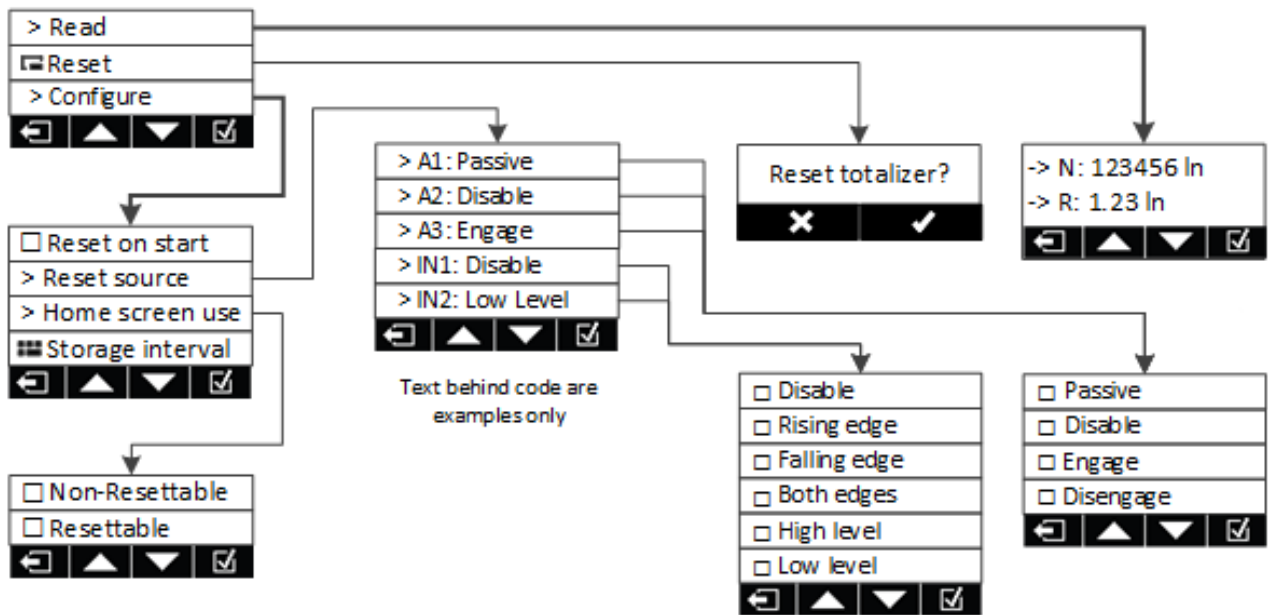 > Read
Reset
> Configure
Reset on start
> Reset source
> Home screen use
Storage interval
Non-Resettable
Resettable
> A1: Passive
> A2: Disable
> A3: Engage
> IN1: Disable
> IN2: Low Level
Text behind code are
examples only
Reset totalizer?
-> N: 123456 ln
-> R: 1.23 ln
Disable
Rising edge
Falling edge
Both edges
High level
Low level
Passive
Disable
Engage
Disengage